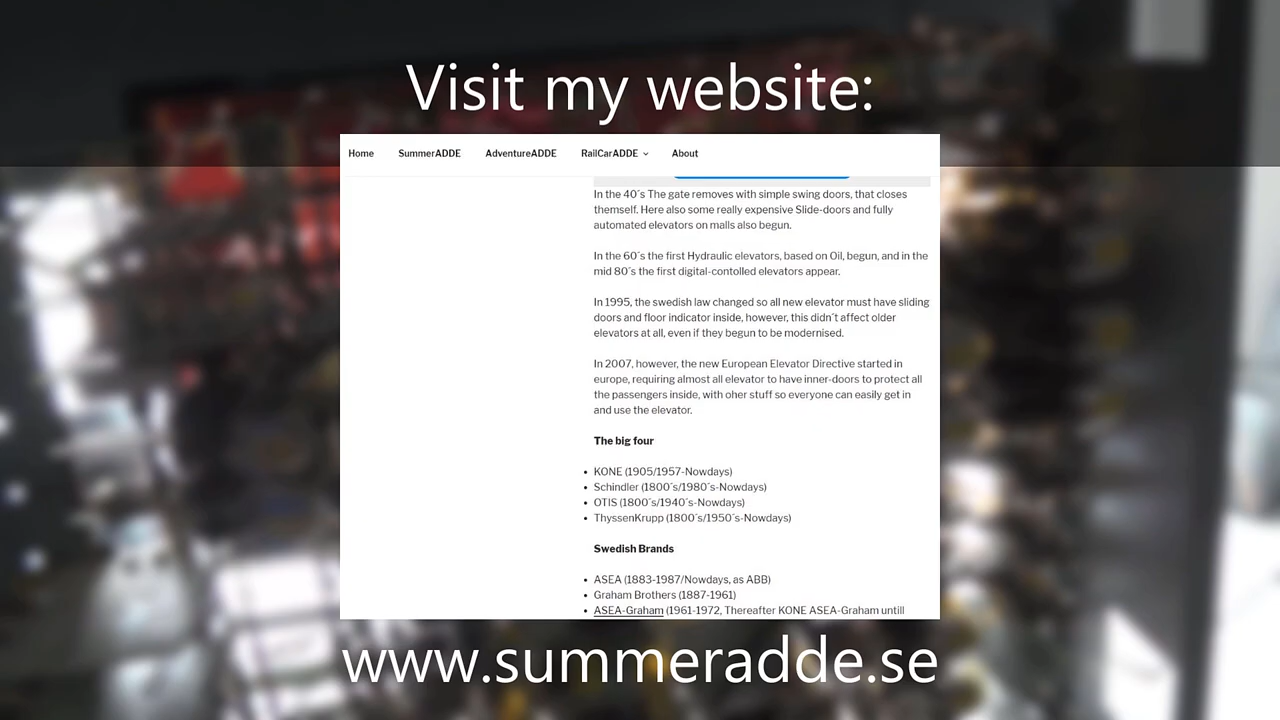 Visit my website:
Home SummerADDE AdventureADDE RailCarADDE About
In the 40´s The gate removes with simple swing doors, that closes
themself. Here also some really expensive Slide-doors and fully
automated elevators on malls also begun.
In the 60´s the first Hydraulic elevators, based on Oil, begun, and in the
mid 80´s the first digital-contolled elevators appear.
In 1995, the swedish law changed so all new elevator must have sliding
doors and floor indicator inside, however, this didn´t affect older
elevators at all, even if they begun to be modernised.
In 2007, however, the new European Elevator Directive started in
europe, requiring almost all elevator to have inner-doors to protect all
the passengers inside, with oher stuff so everyone can easily get in
and use the elevator.
The big four
• KONE (1905/1957-Nowdays)
• Schindler (1800´s/1980´s-Nowdays)
• OTIS (1800´s/1940´s-Nowdays)
• ThyssenKrupp (1800´s/1950´s-Nowdays)
Swedish Brands
• ASEA (1883-1987/Nowdays, as ABB)
• Graham Brothers (1887-1961)
• ASEA-Graham (1961-1972, Thereafter KONE ASEA-Graham untill
www.summeradde.se